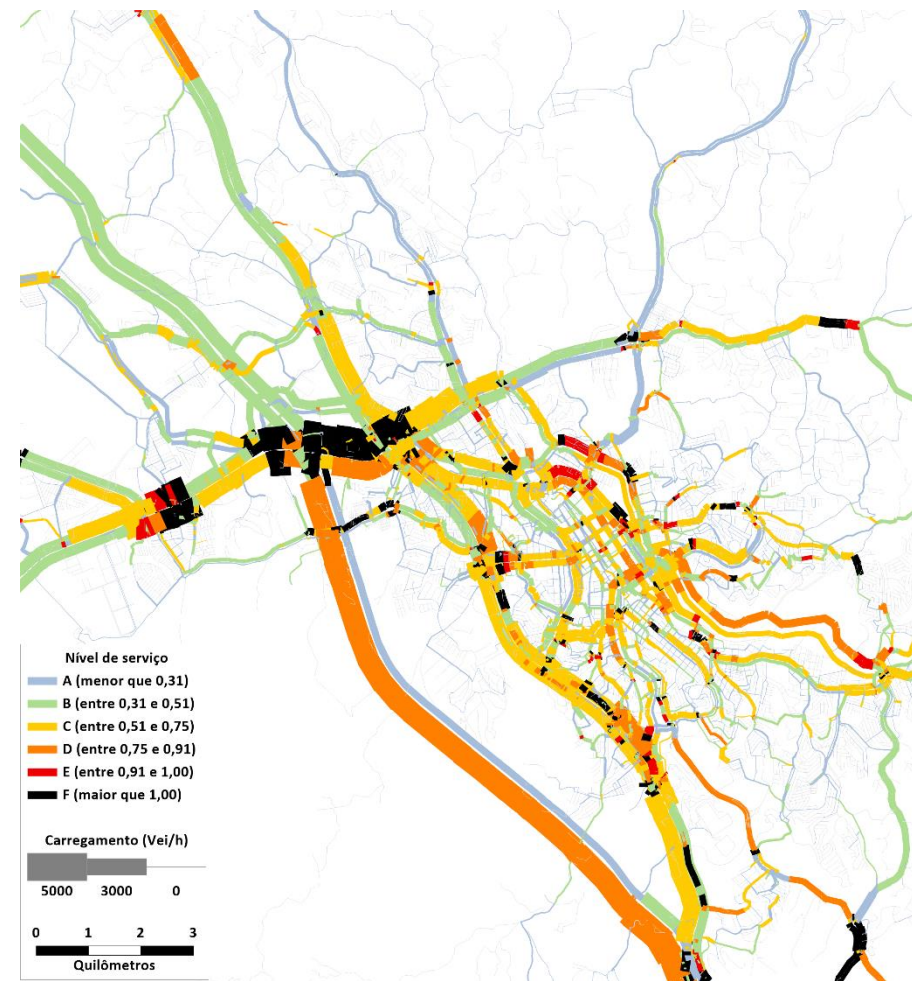 Nível de serviço
A (menor que 0,31)
B (entre 0,31 e 0,51)
C (entre 0,51 e 0,75)
D (entre 0,75 e 0,91)
E (entre 0,91 e 1,00)
F (maior que 1,00)
Carregamento (Vei/h)
5000 3000 0
0 1 2 3
Quilômetros